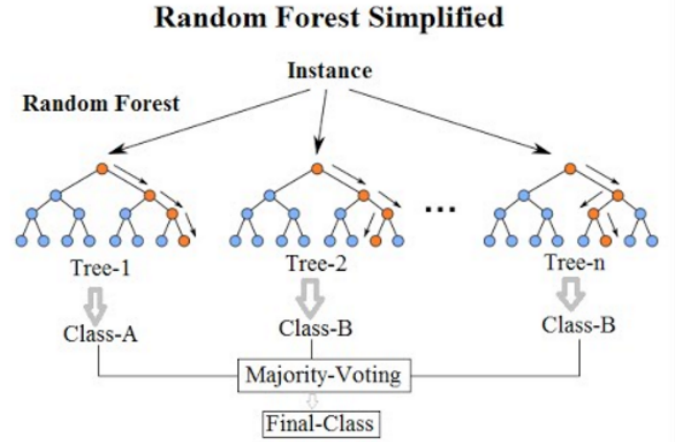 Random Forest Simplified
Instance
Random Forest
...
Tree-1 Tree-2 Tree-n
Class-A Class-B Class-B
Majority-Voting
Final-Class